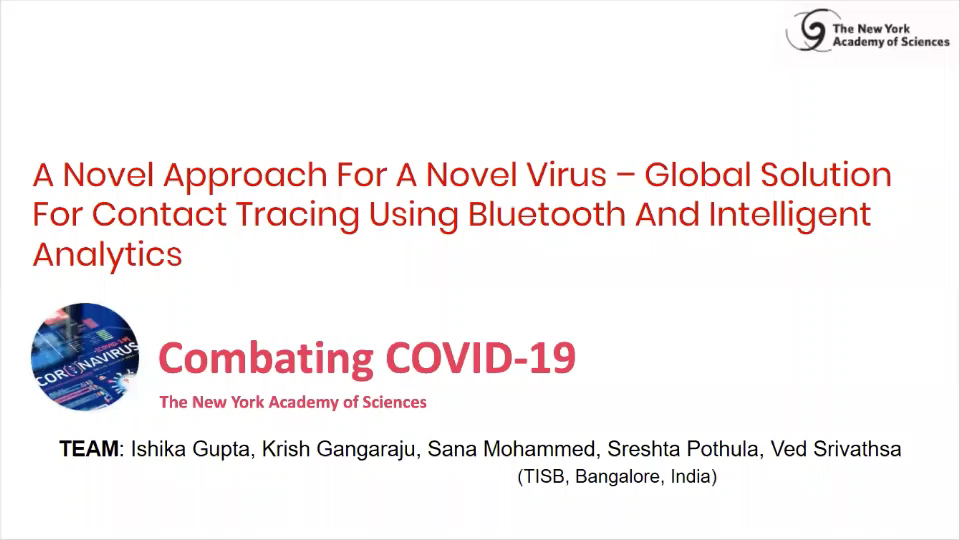 The New York
Academy of Sciences
A Novel Approach For A Novel Virus – Global Solution
For Contact Tracing Using Bluetooth And Intelligent
Analytics
COVID-19
CORONAVIRUS
Combating COVID-19
The New York Academy of Sciences
TEAM: Ishika Gupta, Krish Gangaraju, Sana Mohammed, Sreshta Pothula, Ved Srivathsa
(TISB, Bangalore, India)